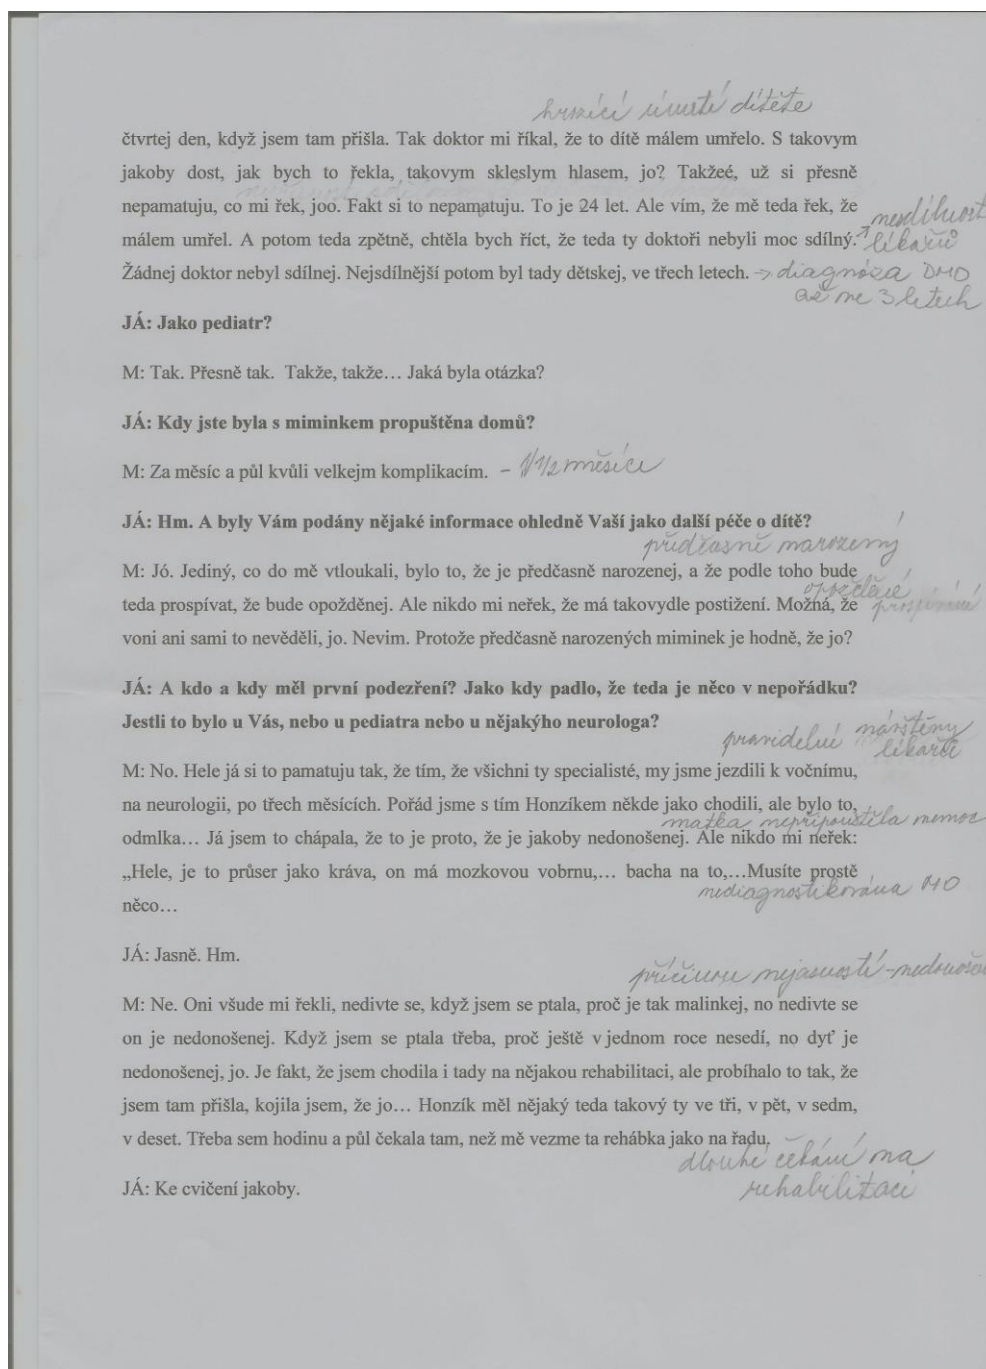 hrozící úmrtí dítěte
čtvrtej den, když jsem tam přišla. Tak doktor mi říkal, že to dítě málem umřelo. S takovym
jakoby dost, jak bych to řekla, takovym skleslym hlasem, jo? Takžeé, už si přesně
nepamatuju, co mi řek, joo. Fakt si to nepamatuju. To je 24 let. Ale vím, že mě teda řek, že
málem umřel. A potom teda zpětně, chtěla bych říct, že teda ty doktoři nebyli moc sdílný.
nesdílnost
lékařů
Žádnej doktor nebyl sdílnej. Nejsdílnější potom byl tady dětskej, ve třech letech.
→ diagnóza DMO
až ve 3 letech
JÁ: Jako pediatr?
M: Tak. Přesně tak. Takže, takže… Jaká byla otázka?
JÁ: Kdy jste byla s miminkem propuštěna domů?
M: Za měsíc a půl kvůli velkejm komplikacím. – 1 1/2 měsíce
JÁ: Hm. A byly Vám podány nějaké informace ohledně Vaší jako další péče o dítě?
předčasně narozený
M: Jó. Jediný, co do mě vtloukali, bylo to, že je předčasně narozenej, a že podle toho bude
opožděné
teda prospívat, že bude opožděnej. Ale nikdo mi neřek, že má takovydle postižení. Možná, že
prospívání
voni ani sami to nevěděli, jo. Nevim. Protože předčasně narozených miminek je hodně, že jo?
JÁ: A kdo a kdy měl první podezření? Jako kdy padlo, že teda je něco v nepořádku?
Jestli to bylo u Vás, nebo u pediatra nebo u nějakýho neurologa?
pravidelné návštěvy
lékařů
M: No. Hele já si to pamatuju tak, že tím, že všichni ty specialisté, my jsme jezdili k vočnímu,
na neurologii, po třech měsících. Pořád jsme s tím Honzíkem někde jako chodili, ale bylo to,
matka nepřipouštěla nemoc
odmlka… Já jsem to chápala, že to je proto, že je jakoby nedonošenej. Ale nikdo mi neřek:
„Hele, je to průser jako kráva, on má mozkovou vobrnu,… bacha na to,…Musíte prostě
nediagnostikována MO
něco…
JÁ: Jasně. Hm.
příčinou nejasností-nedonošen
M: Ne. Oni všude mi řekli, nedivte se, když jsem se ptala, proč je tak malinkej, no nedivte se
on je nedonošenej. Když jsem se ptala třeba, proč ještě v jednom roce nesedí, no dyť je
nedonošenej, jo. Je fakt, že jsem chodila i tady na nějakou rehabilitaci, ale probíhalo to tak, že
jsem tam přišla, kojila jsem, že jo… Honzík měl nějaký teda takový ty ve tři, v pět, v sedm,
v deset. Třeba sem hodinu a půl čekala tam, než mě vezme ta rehábka jako na řadu.
dlouhé čekání na
rehabilitaci
JÁ: Ke cvičení jakoby.